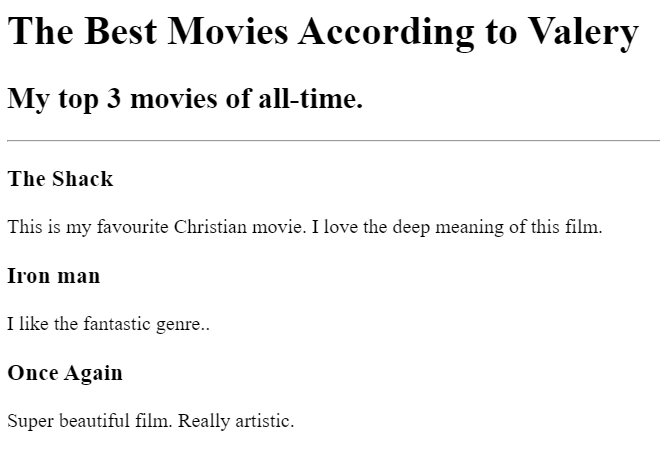 The Best Movies According to Valery
My top 3 movies of all-time.
The Shack
This is my favourite Christian movie. I love the deep meaning of this film.
Iron man
I like the fantastic genre..
Once Again
Super beautiful film. Really artistic.